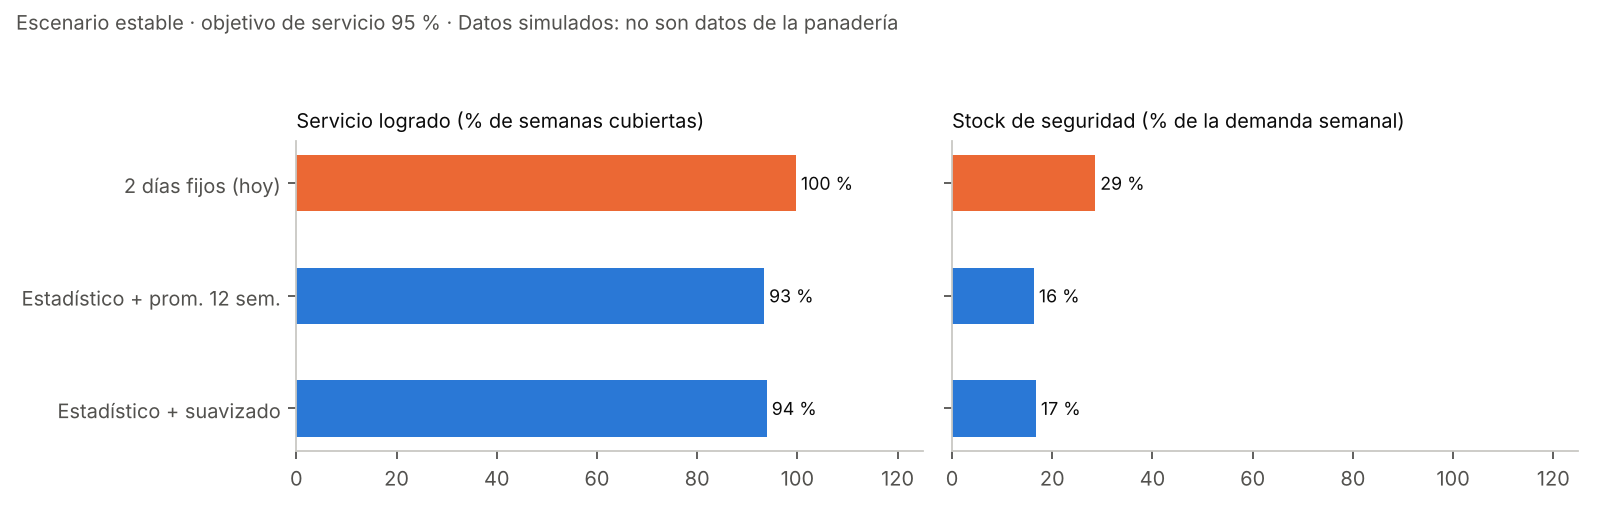 Escenario estable · objetivo de servicio 95 % · Datos simulados: no son datos de la panadería
Servicio logrado (% de semanas cubiertas)
Stock de seguridad (% de la demanda semanal)
2 días fijos (hoy)
100 %
29 %
Estadístico + prom. 12 sem.
93 %
16 %
Estadístico + suavizado
94 %
17 %
0 20 40 60 80 100 120
0 20 40 60 80 100 120